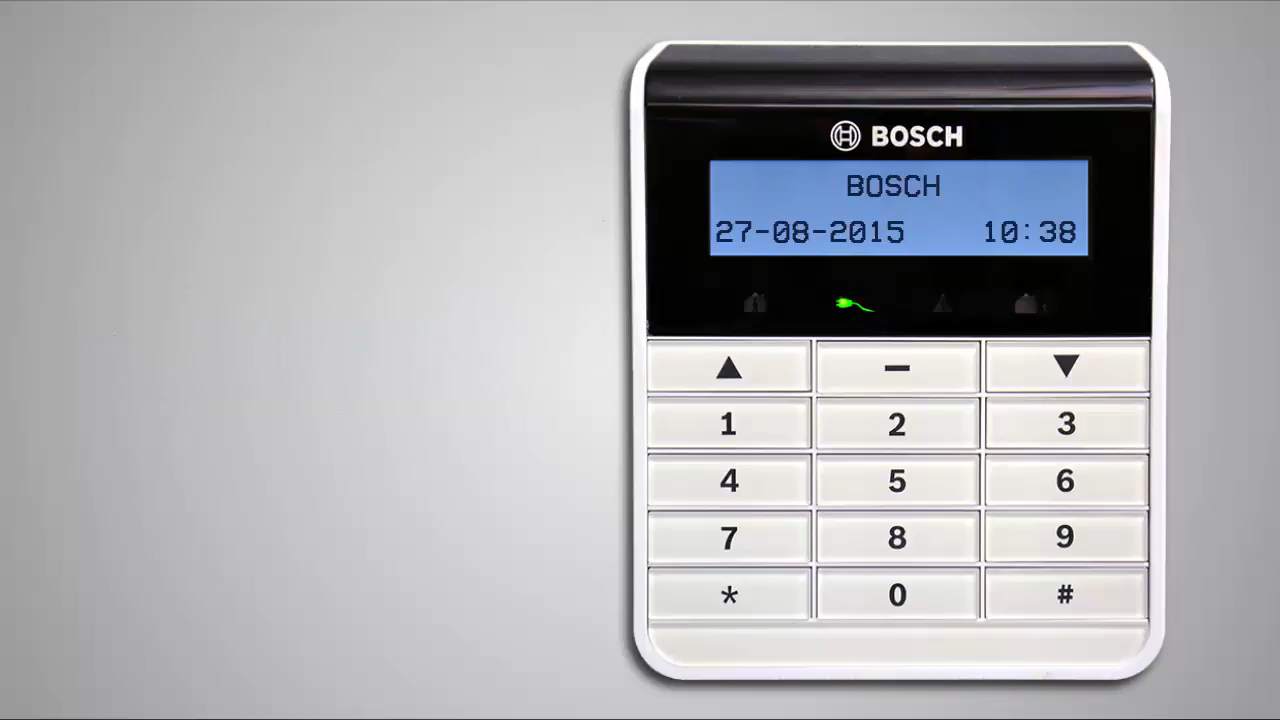 BOSCH
BOSCH
27-08-2015 10:38
▲ – ▼
1 2 3
4 5 6
7 8 9
* 0 #